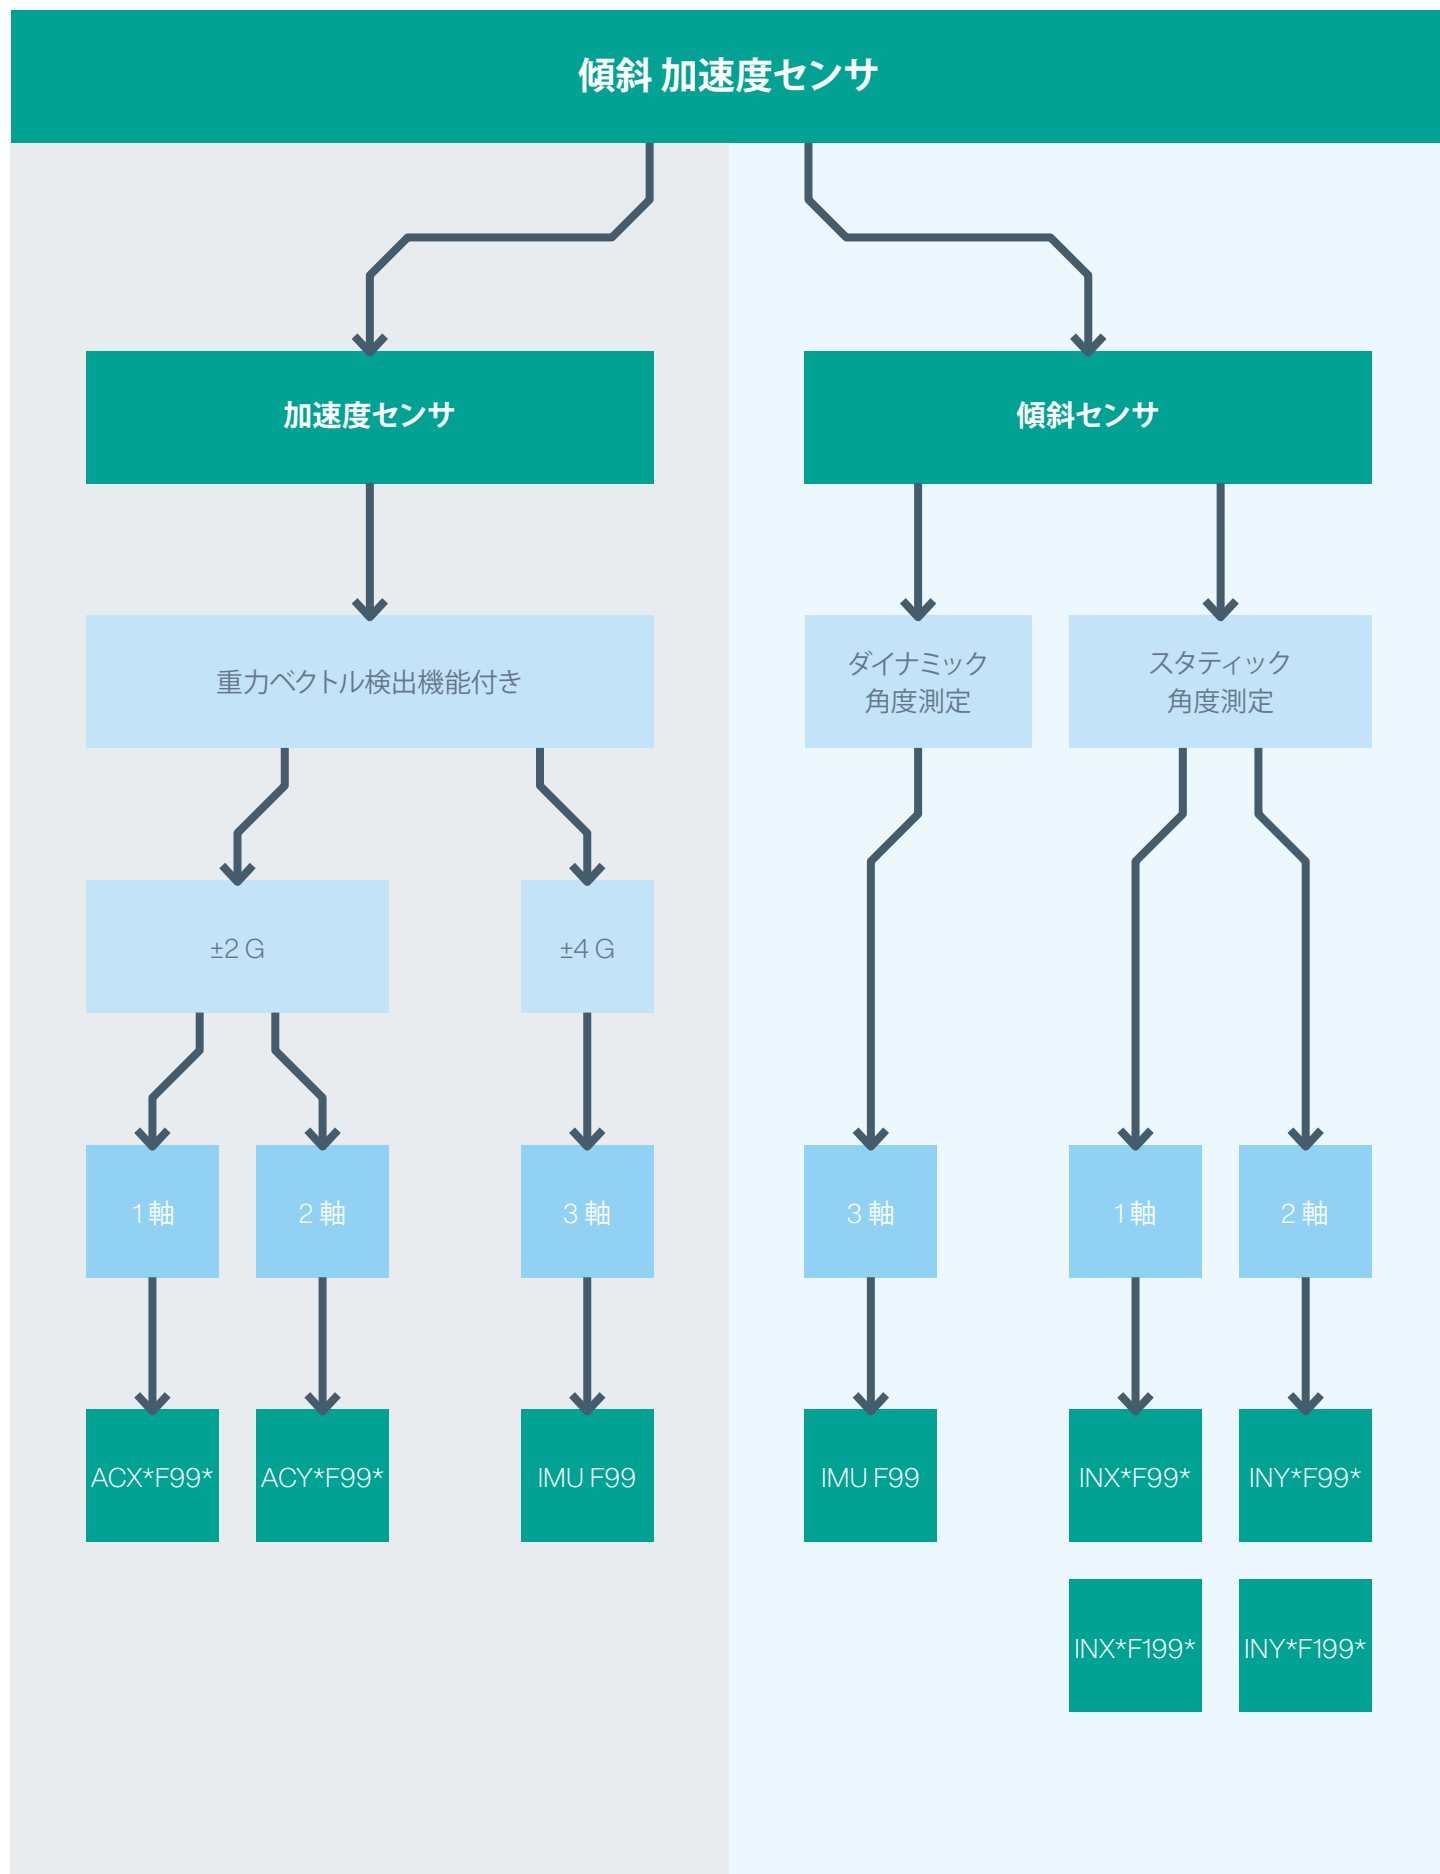 傾斜 加速度センサ
加速度センサ
傾斜センサ
重力ベクトル検出機能付き
ダイナミック
角度測定
スタティック
角度測定
±2 G
±4 G
1 軸
2 軸
3 軸
3 軸
1 軸
2 軸
ACX*F99*
ACY*F99*
IMU F99
IMU F99
INX*F99*
INY*F99*
INX*F199*
INY*F199*